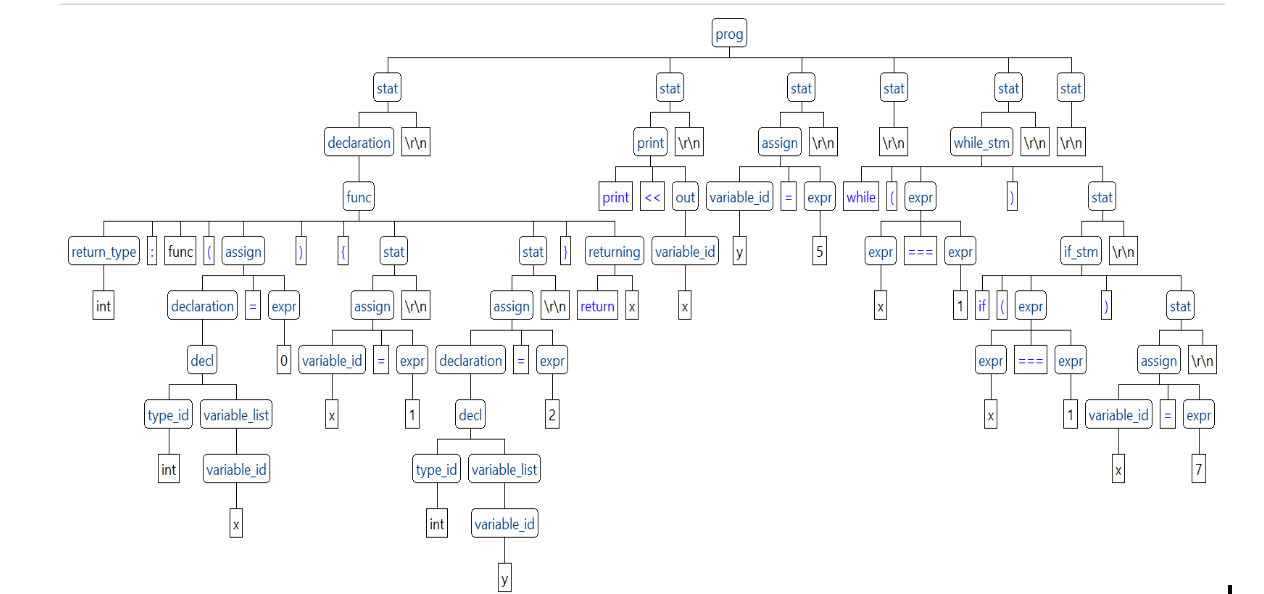 prog
stat stat stat stat stat stat
declaration \r\n print \r\n assign \r\n \r\n while_stm \r\n \r\n
func print << out variable_id = expr while ( expr ) stat
return_type : func ( assign ) { stat stat } returning variable_id y 5 expr === expr if_stm \r\n
int declaration = expr assign \r\n assign \r\n return x x x 1 if ( expr ) stat
decl 0 variable_id = expr declaration = expr expr === expr assign \r\n
type_id variable_list x 1 decl 2 x 1 variable_id = expr
int variable_id type_id variable_list x 7
x int variable_id
y